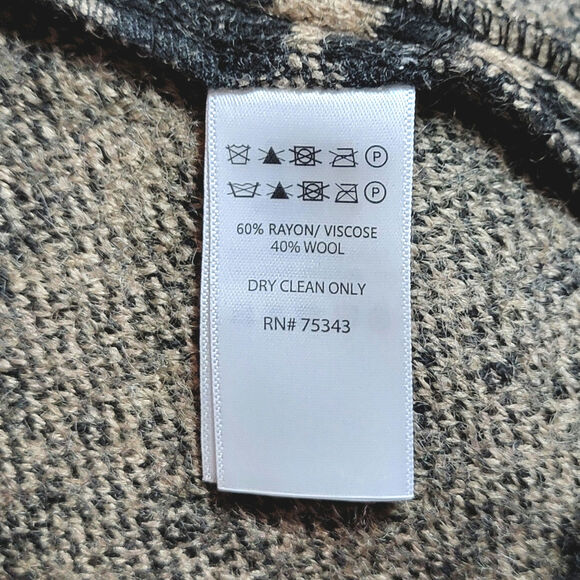 P
P
60% RAYON/ VISCOSE
40% WOOL
DRY CLEAN ONLY
RN# 75343